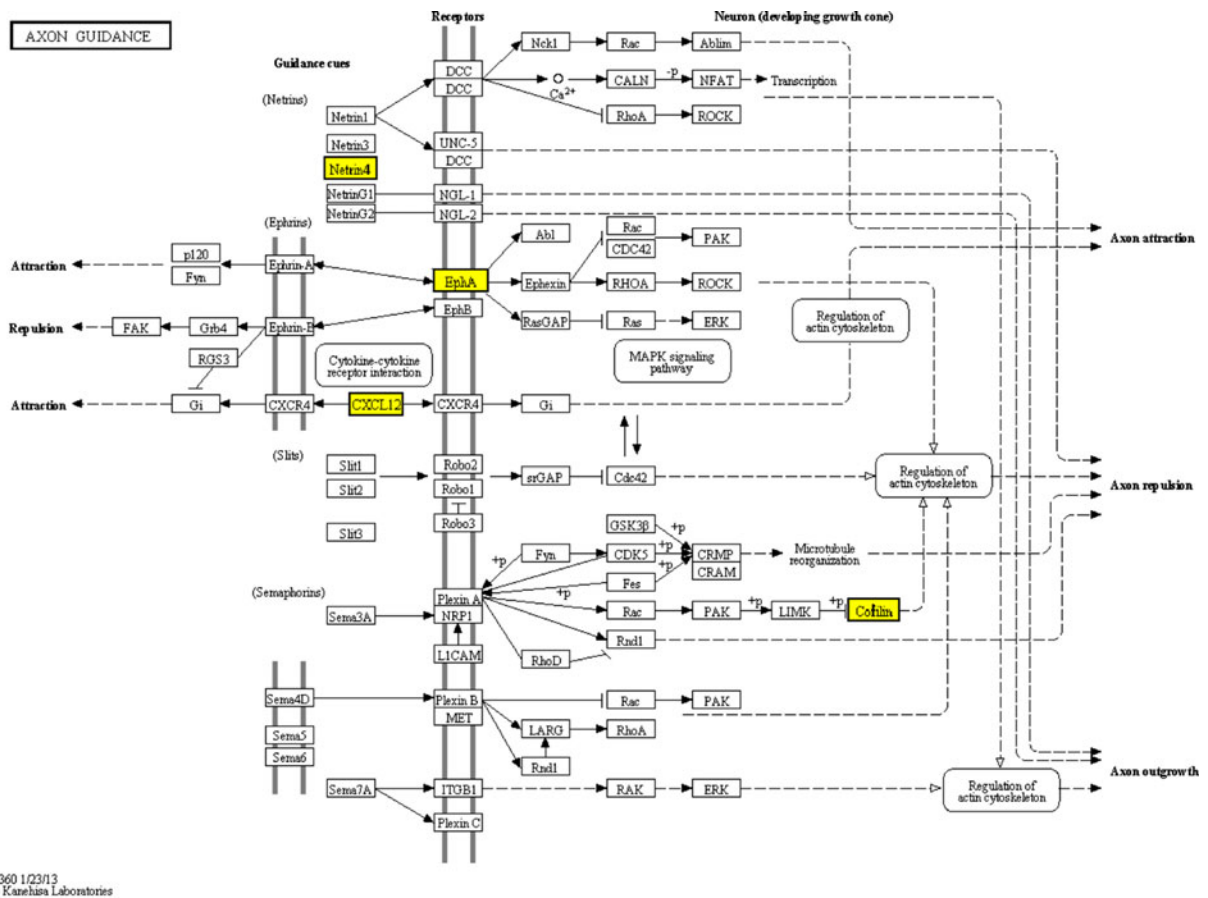 AXON GUIDANCE
Receptors
Neuron (developing growth cone)
Guidance cues
(Netrins)
Netrin1
Netrin3
Netrin4
NetrinG1
NetrinG2
DCC
DCC
UNC-5
DCC
NGL-1
NGL-2
Nck1
Rac
Ablim
Ca2+
CALN
-p
NFAT
Transcription
RhoA
ROCK
Axon attraction
(Ephrins)
Attraction
p120
Fyn
Ephrin-A
EphA
Abl
Rac
CDC42
PAK
Ephexin
RHOA
ROCK
RasGAP
Ras
ERK
Repulsion
FAK
Grb4
Ephrin-B
EphB
RGS3
Cytokine-cytokine
receptor interaction
MAPK signaling
pathway
Regulation of
actin cytoskeleton
Attraction
Gi
CXCR4
CXCL12
CXCR4
Gi
(Slits)
Slit1
Slit2
Slit3
Robo2
Robo1
Robo3
srGAP
Cdc42
Regulation of
actin cytoskeleton
Axon repulsion
(Semaphorins)
GSK3β
+p
+p
Fyn
CDK5
+p
CRMP
CRAM
Microtubule
reorganization
Fes
+p
+p
Plexin A
NRP1
Sema3A
L1CAM
Rac
PAK
+p
LIMK
+p
Cofilin
Rnd1
RhoD
Sema4D
Sema5
Sema6
Plexin B
MET
Rac
PAK
LARG
RhoA
Rnd1
Sema7A
ITGB1
RAK
ERK
Plexin C
Regulation of
actin cytoskeleton
Axon outgrowth
360 1/23/13
Kanehisa Laboratories